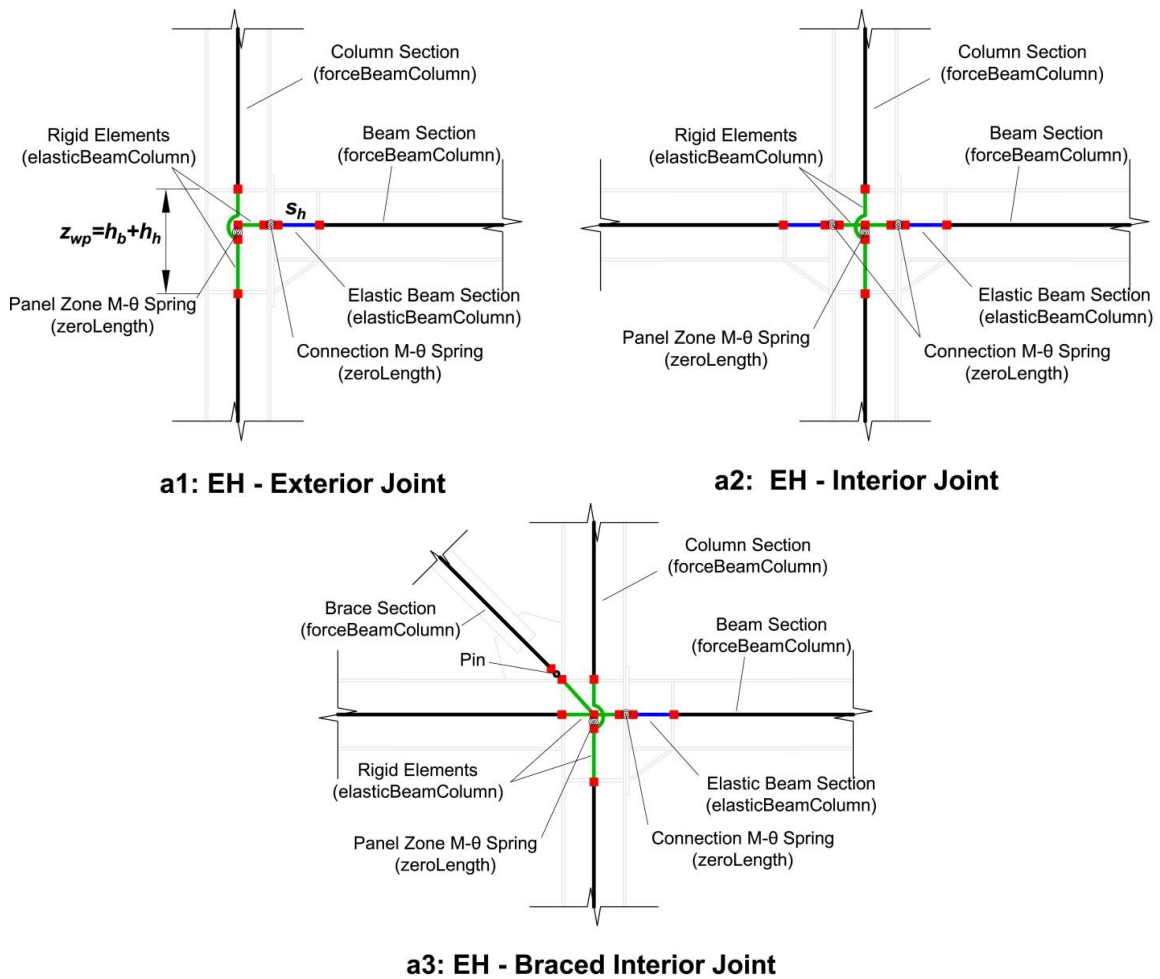 Column Section
(forceBeamColumn)
Rigid Elements
(elasticBeamColumn)
Beam Section
(forceBeamColumn)
s_h
z_wp=h_b+h_h
Panel Zone M-θ Spring
(zeroLength)
Elastic Beam Section
(elasticBeamColumn)
Connection M-θ Spring
(zeroLength)
a1: EH - Exterior Joint
Column Section
(forceBeamColumn)
Rigid Elements
(elasticBeamColumn)
Beam Section
(forceBeamColumn)
Elastic Beam Section
(elasticBeamColumn)
Panel Zone M-θ Spring
(zeroLength)
Connection M-θ Spring
(zeroLength)
a2: EH - Interior Joint
Column Section
(forceBeamColumn)
Brace Section
(forceBeamColumn)
Beam Section
(forceBeamColumn)
Pin
Rigid Elements
(elasticBeamColumn)
Elastic Beam Section
(elasticBeamColumn)
Panel Zone M-θ Spring
(zeroLength)
Connection M-θ Spring
(zeroLength)
a3: EH - Braced Interior Joint